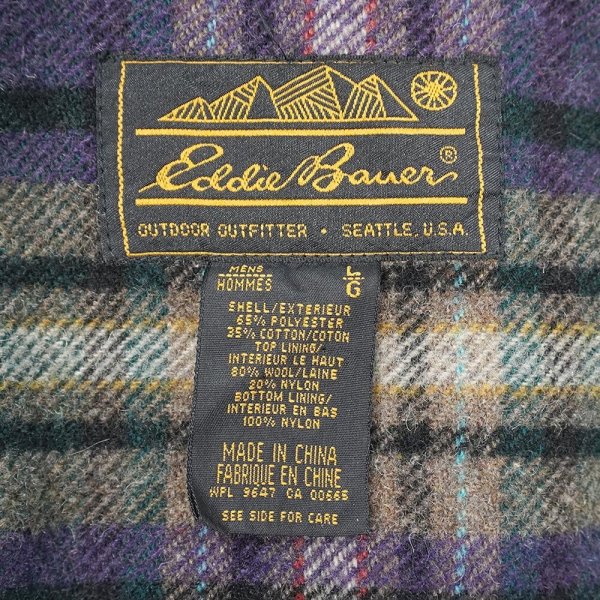 Eddie Bauer®
OUTDOOR OUTFITTER • SEATTLE, U.S.A.
MENS L
HOMMES G
SHELL/EXTERIEUR
65% POLYESTER
35% COTTON/COTON
TOP LINING/
INTERIEUR LE HAUT
80% WOOL/LAINE
20% NYLON
BOTTOM LINING/
INTERIEUR EN BAS
100% NYLON
MADE IN CHINA
FABRIQUE EN CHINE
WPL 9647 CA 00665
SEE SIDE FOR CARE